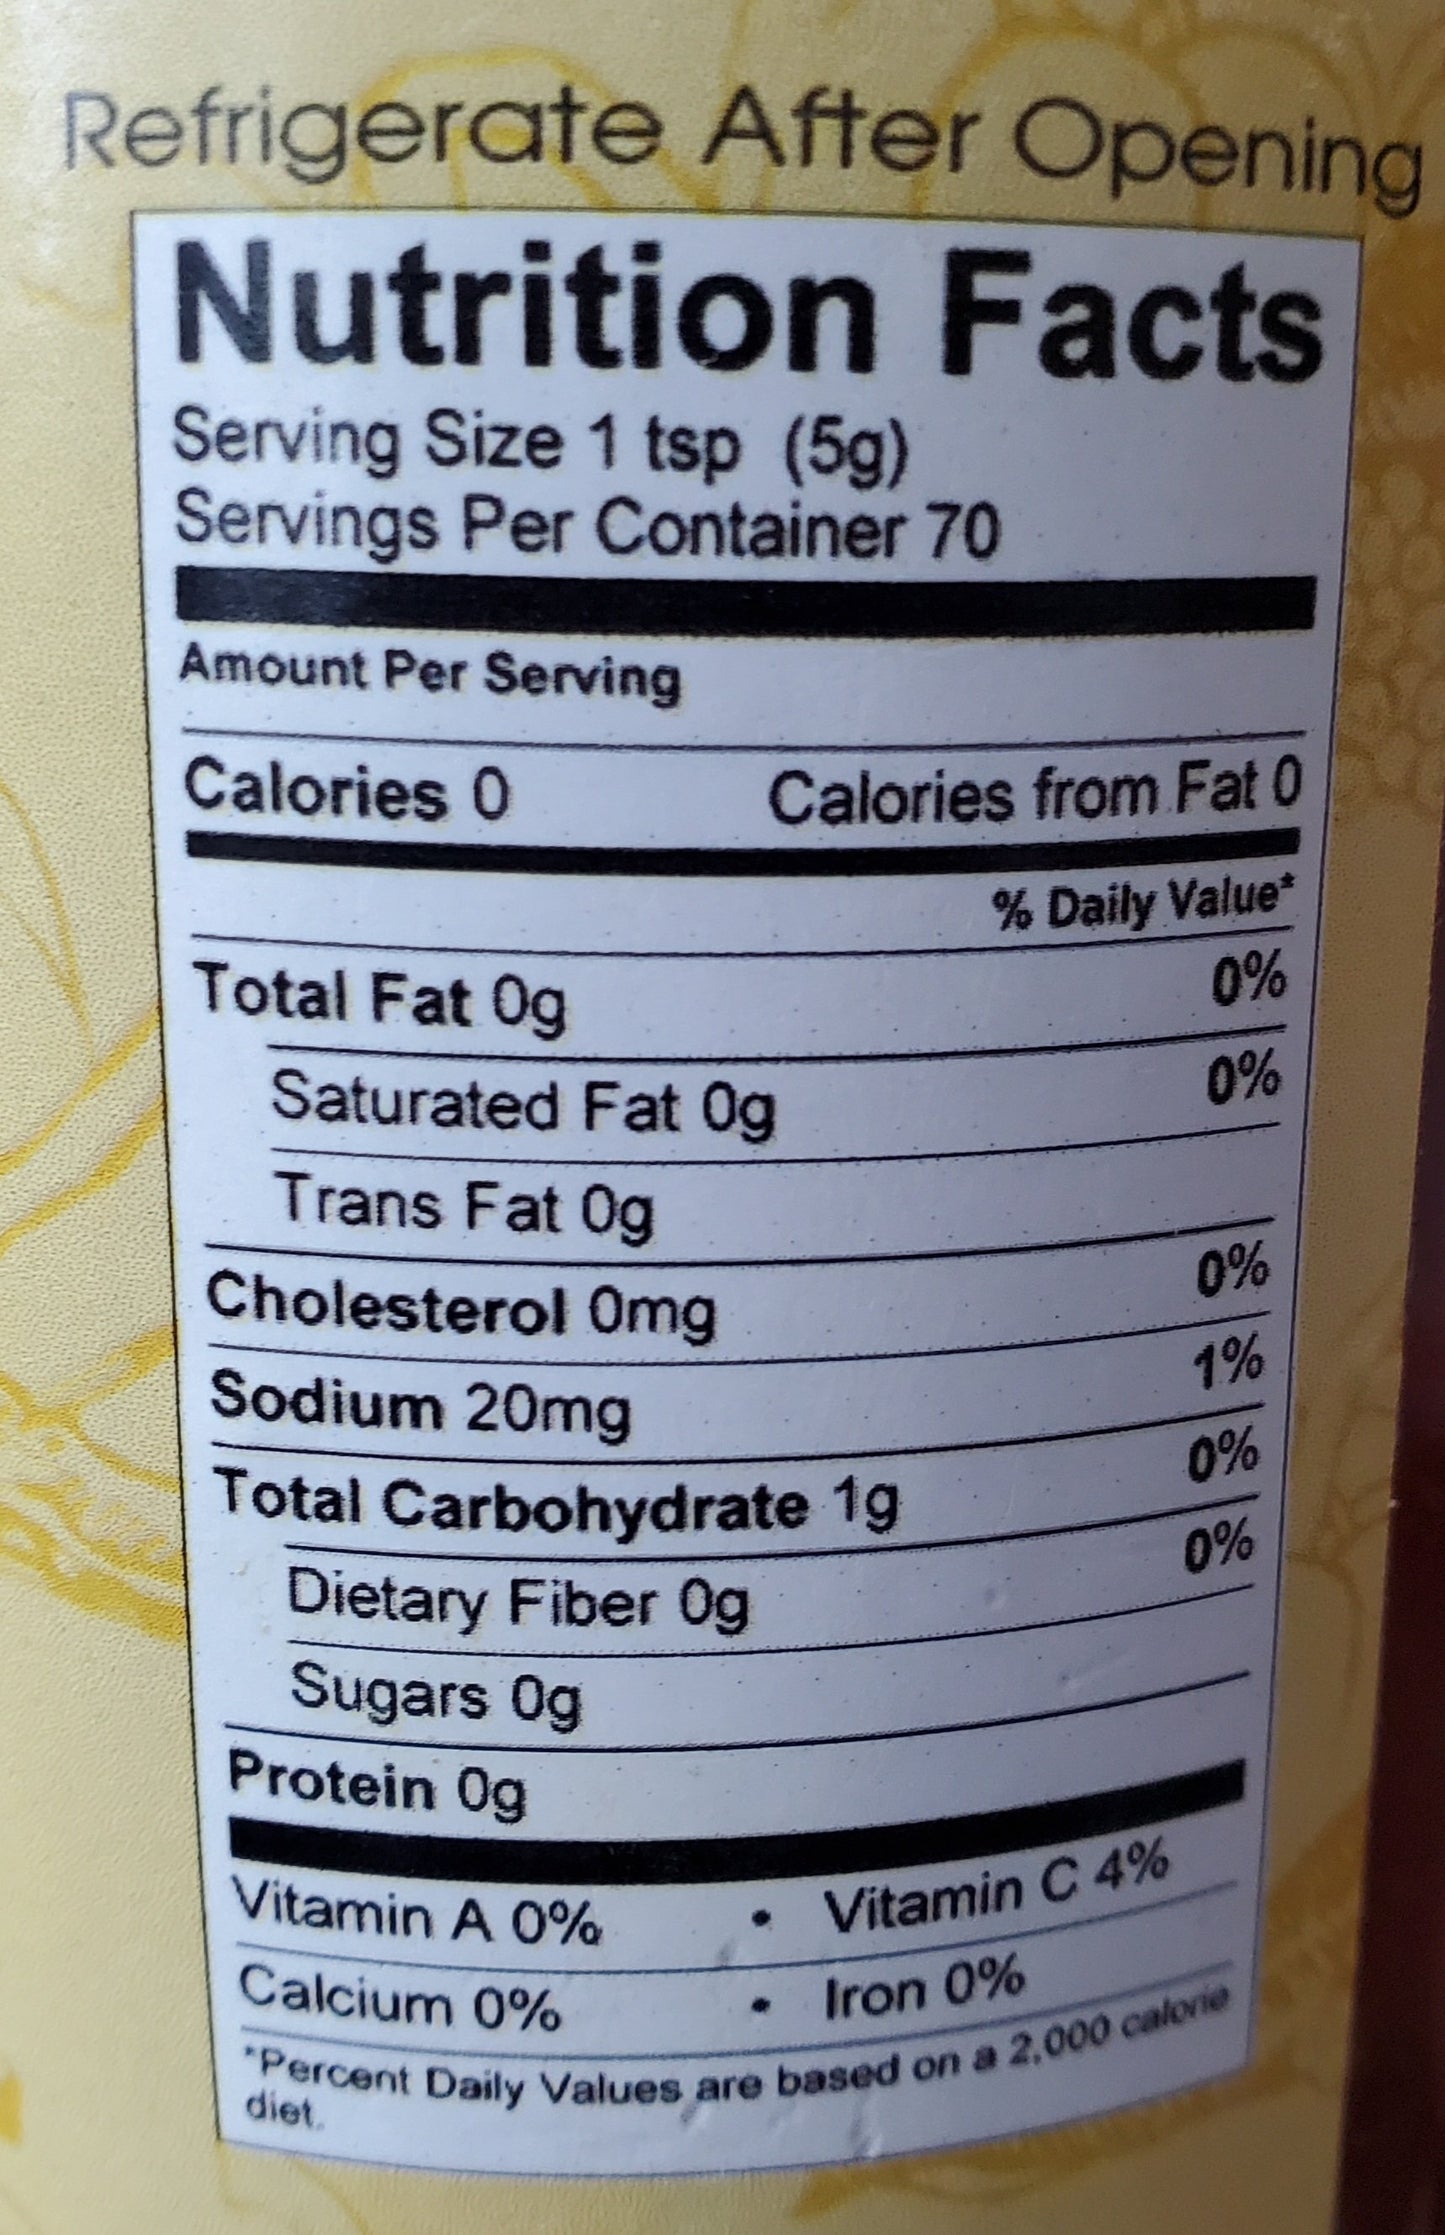 Refrigerate After Opening
Nutrition Facts
Serving Size 1 tsp (5g)
Servings Per Container 70
Amount Per Serving
Calories 0 Calories from Fat 0
% Daily Value*
Total Fat 0g 0%
Saturated Fat 0g 0%
Trans Fat 0g
Cholesterol 0mg 0%
Sodium 20mg 1%
Total Carbohydrate 1g 0%
Dietary Fiber 0g 0%
Sugars 0g
Protein 0g
Vitamin A 0% • Vitamin C 4%
Calcium 0% • Iron 0%
*Percent Daily Values are based on a 2,000 calorie
diet.